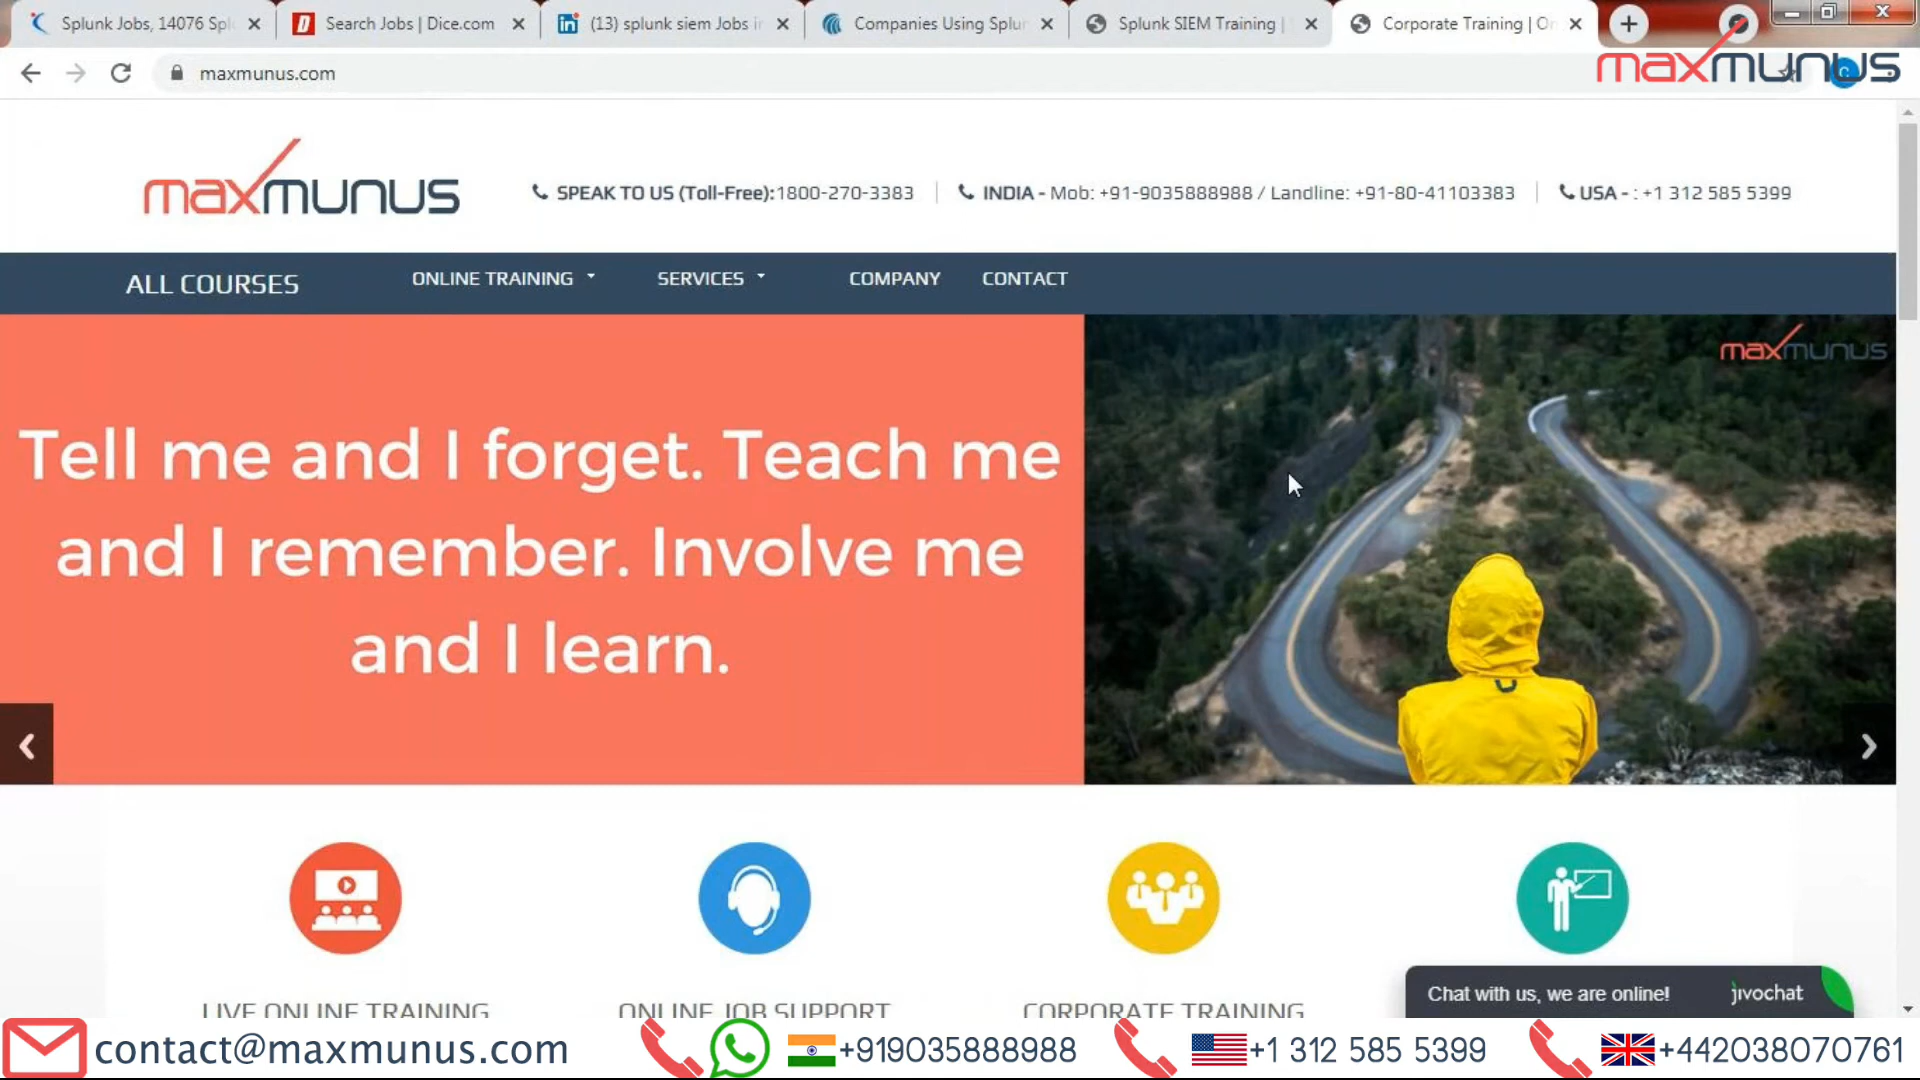 Splunk Jobs, 14076 Spl
Search Jobs | Dice.com
(13) splunk siem Jobs in
Companies Using Splun
Splunk SIEM Training |
Corporate Training | On
maxmunus.com
maxmunus
maxmunus
SPEAK TO US (Toll-Free):1800-270-3383
INDIA - Mob: +91-9035888988 / Landline: +91-80-41103383
USA - : +1 312 585 5399
ALL COURSES
ONLINE TRAINING
SERVICES
COMPANY
CONTACT
maxmunus
Tell me and I forget. Teach me
and I remember. Involve me
and I learn.
LIVE ONLINE TRAINING
ONLINE JOB SUPPORT
CORPORATE TRAINING
Chat with us, we are online!
jivochat
contact@maxmunus.com
+919035888988
+1 312 585 5399
+442038070761